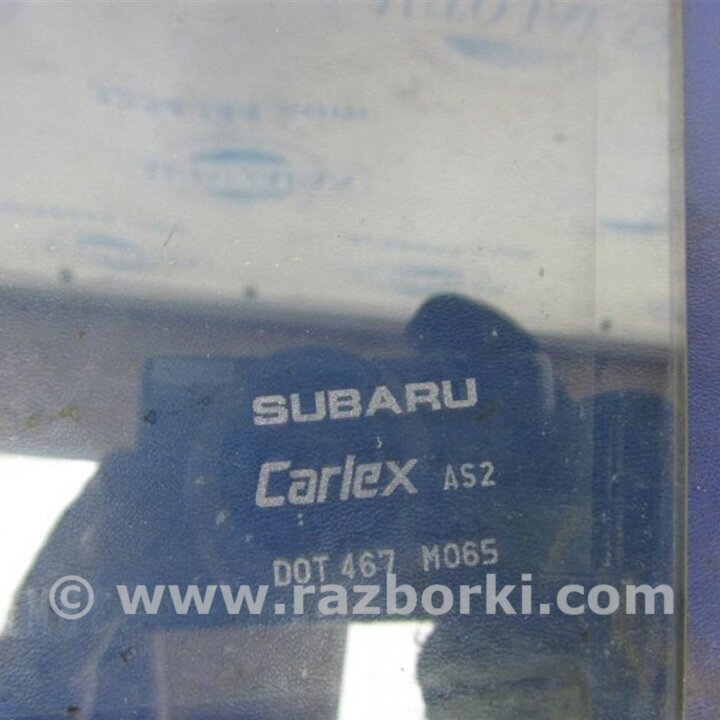 SUBARU
Carlex AS2
DOT 467 M065
© www.razborki.com